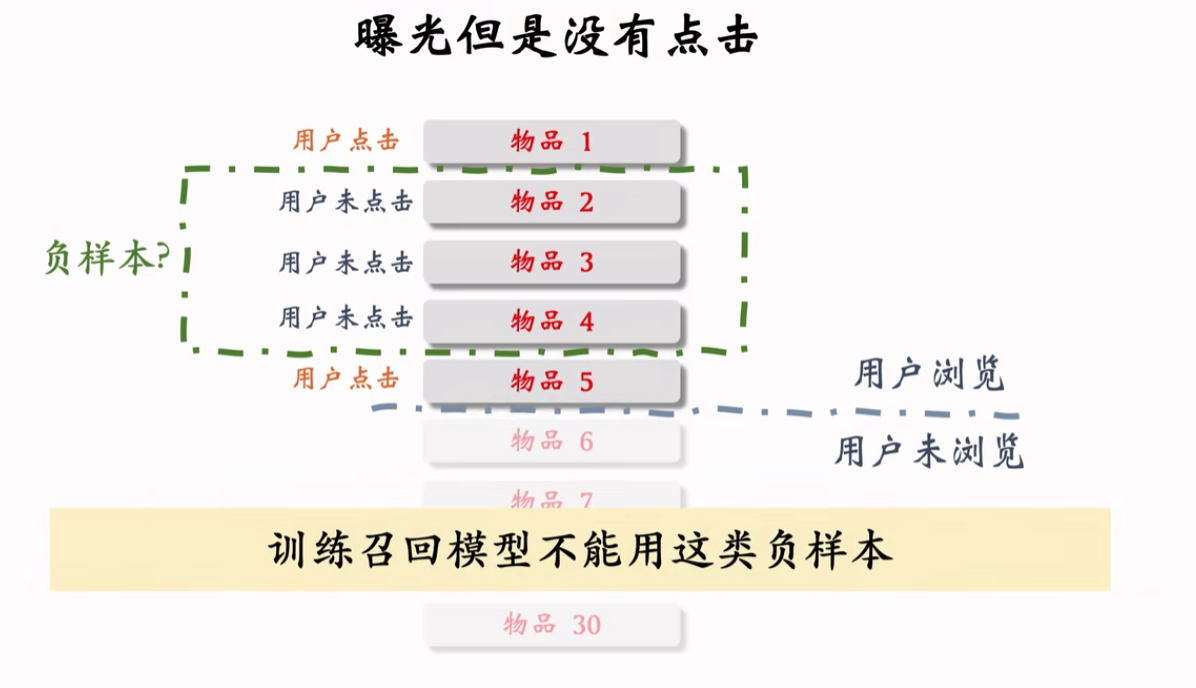 曝光但是没有点击
用户点击 物品 1
用户未点击 物品 2
负样本?
用户未点击 物品 3
用户未点击 物品 4
用户点击 物品 5
用户浏览
物品 6
用户未浏览
物品 7
训练召回模型不能用这类负样本
物品 30